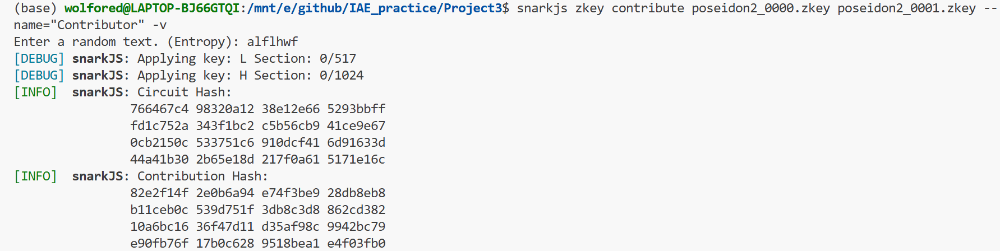 (base) wolfored@LAPTOP-BJ66GTQI:/mnt/e/github/IAE_practice/Project3$ snarkjs zkey contribute poseidon2_0000.zkey poseidon2_0001.zkey --
name="Contributor" -v
Enter a random text. (Entropy): alflhwf
[DEBUG] snarkJS: Applying key: L Section: 0/517
[DEBUG] snarkJS: Applying key: H Section: 0/1024
[INFO]  snarkJS: Circuit Hash:
766467c4 98320a12 38e12e66 5293bbff
fd1c752a 343f1bc2 c5b56cb9 41ce9e67
0cb2150c 533751c6 910dcf41 6d91633d
44a41b30 2b65e18d 217f0a61 5171e16c
[INFO]  snarkJS: Contribution Hash:
82e2f14f 2e0b6a94 e74f3be9 28db8eb8
b11ceb0c 539d751f 3db8c3d8 862cd382
10a6bc16 36f47d11 d35af98c 9942bc79
e90fb76f 17b0c628 9518bea1 e4f03fb0